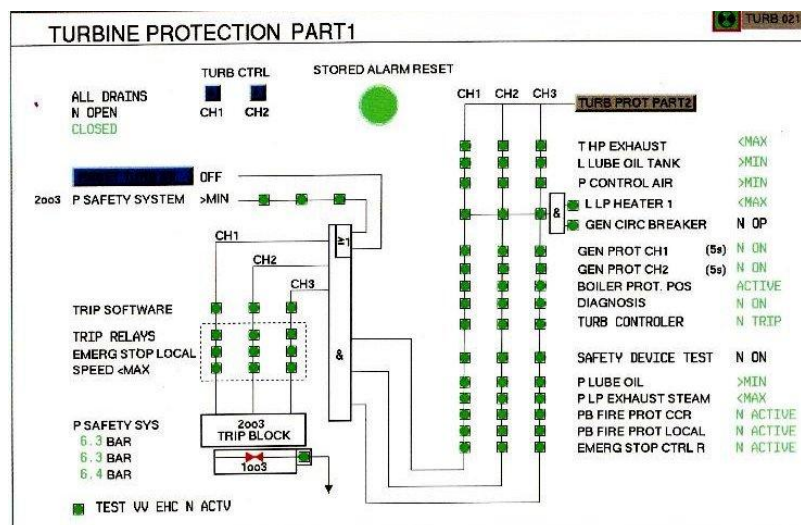 TURB 021
TURBINE PROTECTION PART1
TURB CTRL
STORED ALARM RESET
ALL DRAINS
N OPEN
CLOSED
CH1 CH2
CH1 CH2 CH3
TURB PROT PART2
OFF
2oo3 P SAFETY SYSTEM >MIN
T HP EXHAUST <MAX
L LUBE OIL TANK >MIN
P CONTROL AIR >MIN
& L LP HEATER 1 <MAX
GEN CIRC BREAKER N OP
CH1
≥1
CH2
CH3
GEN PROT CH1 (5s) N ON
GEN PROT CH2 (5s) N ON
BOILER PROT. POS ACTIVE
DIAGNOSIS N ON
TURB CONTROLER N TRIP
TRIP SOFTWARE
TRIP RELAYS
EMERG STOP LOCAL
SPEED <MAX
&
SAFETY DEVICE TEST N ON
P LUBE OIL >MIN
P LP EXHAUST STEAM <MAX
PB FIRE PROT CCR N ACTIVE
PB FIRE PROT LOCAL N ACTIVE
EMERG STOP CTRL R N ACTIVE
P SAFETY SYS
6.3 BAR
6.3 BAR
6.4 BAR
2oo3
TRIP BLOCK
1oo3
TEST VV EHC N ACTV